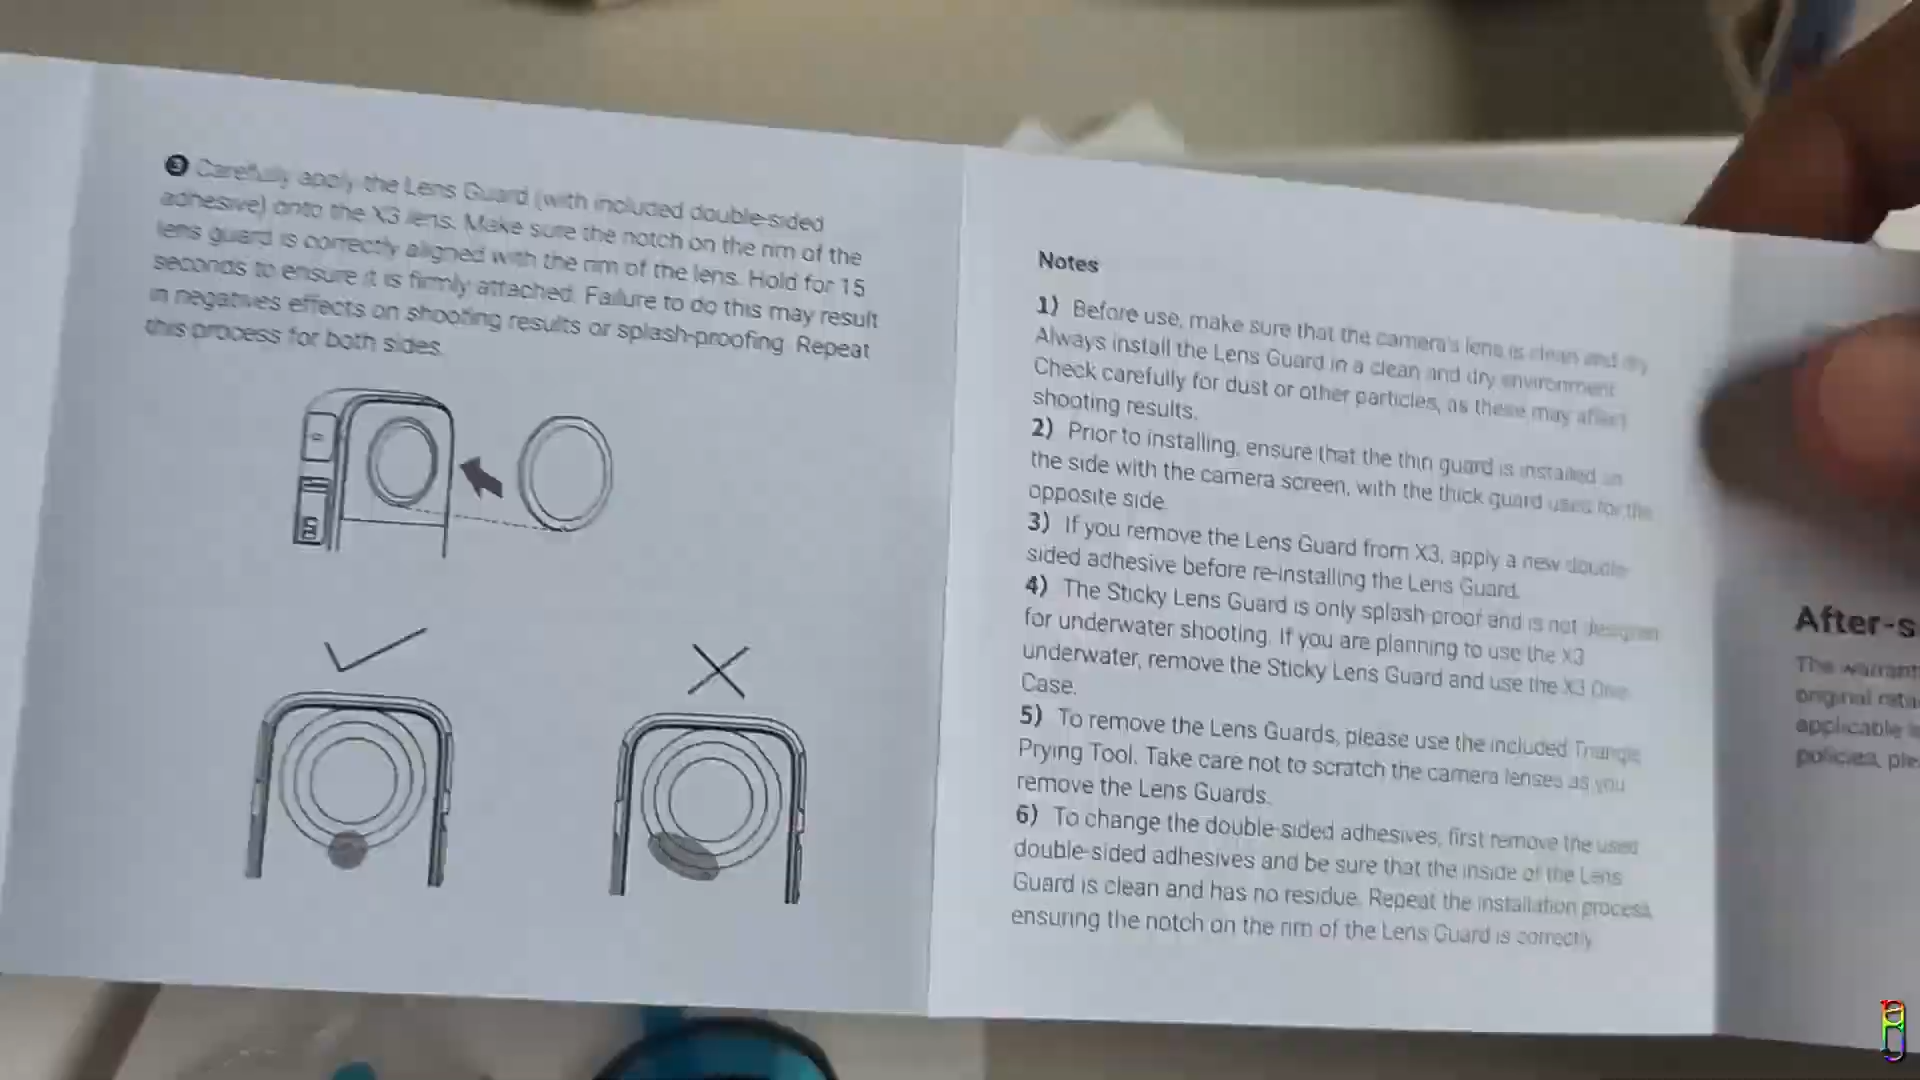 3 Carefully apply the Lens Guard (with included double-sided
adhesive) onto the X3 lens. Make sure the notch on the rim of the
lens guard is correctly aligned with the rim of the lens. Hold for 15
seconds to ensure it is firmly attached. Failure to do this may result
in negatives effects on shooting results or splash-proofing. Repeat
this process for both sides.
Notes
1) Before use, make sure that the camera's lens is clean and dry
Always install the Lens Guard in a clean and dry environment
Check carefully for dust or other particles, as these may affect
shooting results.
2) Prior to installing, ensure that the thin guard is installed on
the side with the camera screen, with the thick guard used for the
opposite side.
3) If you remove the Lens Guard from X3, apply a new double-
sided adhesive before re-installing the Lens Guard.
4) The Sticky Lens Guard is only splash-proof and is not designed
for underwater shooting. If you are planning to use the X3
underwater, remove the Sticky Lens Guard and use the X3 Dive
Case.
5) To remove the Lens Guards, please use the included Triangle
Prying Tool. Take care not to scratch the camera lenses as you
remove the Lens Guards.
6) To change the double-sided adhesives, first remove the used
double-sided adhesives and be sure that the inside of the Lens
Guard is clean and has no residue. Repeat the installation process,
ensuring the notch on the rim of the Lens Guard is correctly
After-s
The warrant
original reta
applicable
policies, ple